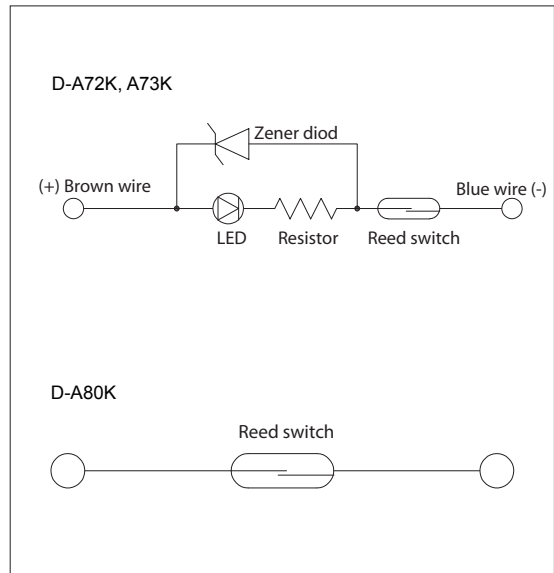 D-A72K, A73K
Zener diod
(+) Brown wire
Blue wire (-)
LED
Resistor
Reed switch
D-A80K
Reed switch